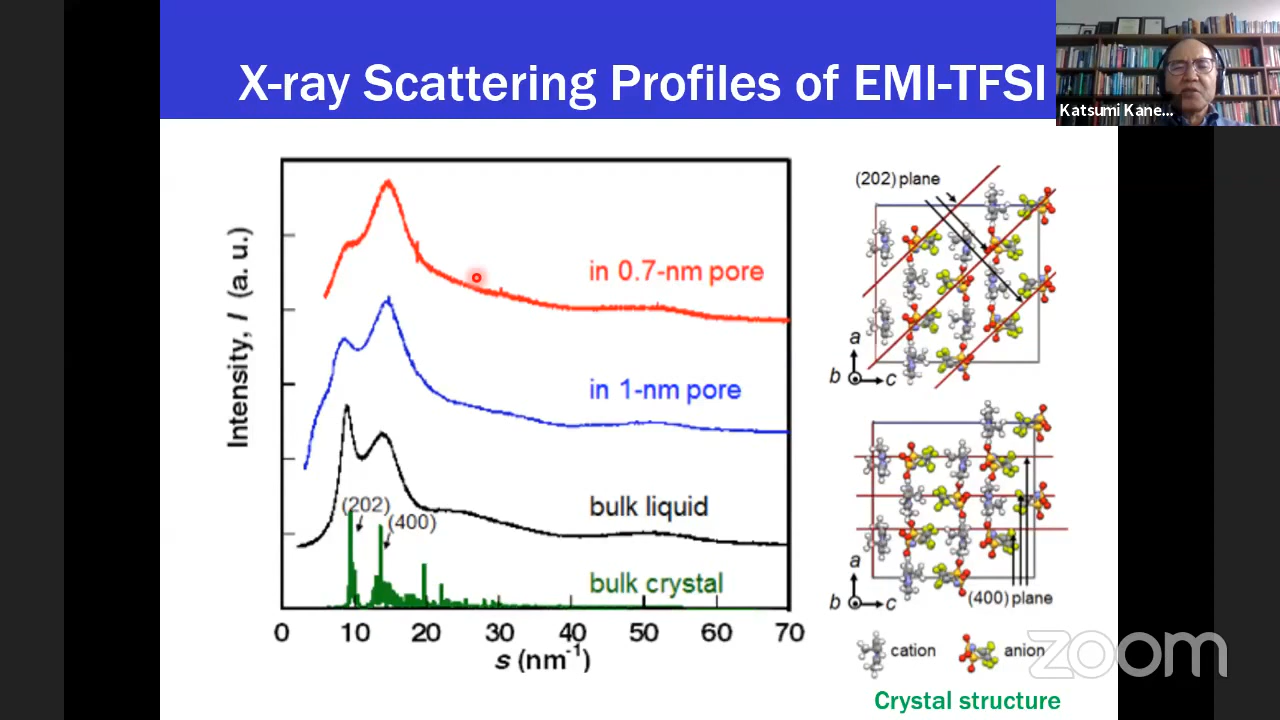 X-ray Scattering Profiles of EMI-TFSI
Katsumi Kane...
Intensity, I (a. u.)
in 0.7-nm pore
in 1-nm pore
bulk liquid
(202)
(400)
bulk crystal
0 10 20 30 40 50 60 70
s (nm⁻¹)
(202) plane
a
b c
a
b c
(400) plane
cation
anion
zoom
Crystal structure